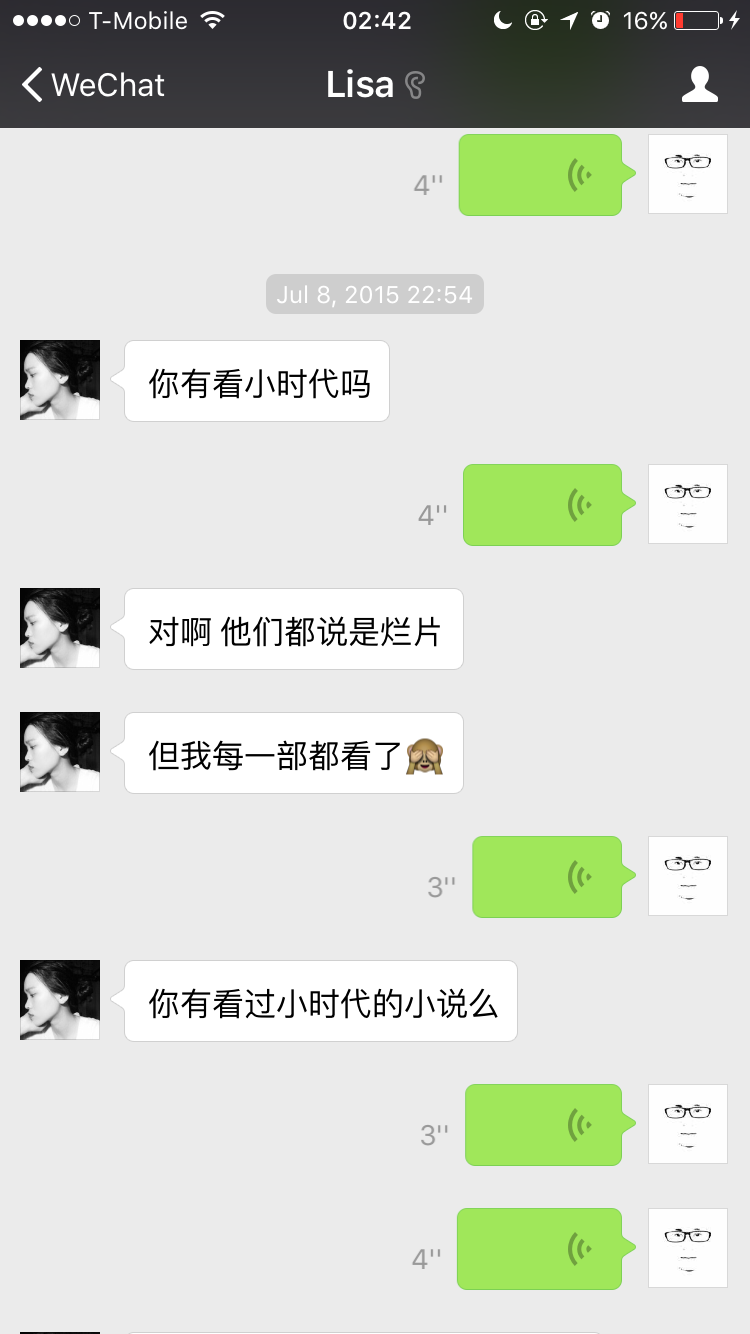 T-Mobile 02:42 16%
WeChat Lisa
4''
Jul 8, 2015 22:54
你有看小时代吗
4''
对啊 他们都说是烂片
但我每一部都看了🙈
3''
你有看过小时代的小说么
3''
4''